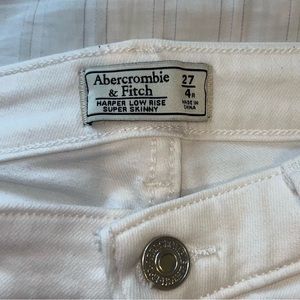 Abercrombie
& Fitch
HARPER LOW RISE
SUPER SKINNY
27
4R
MADE IN
CHINA